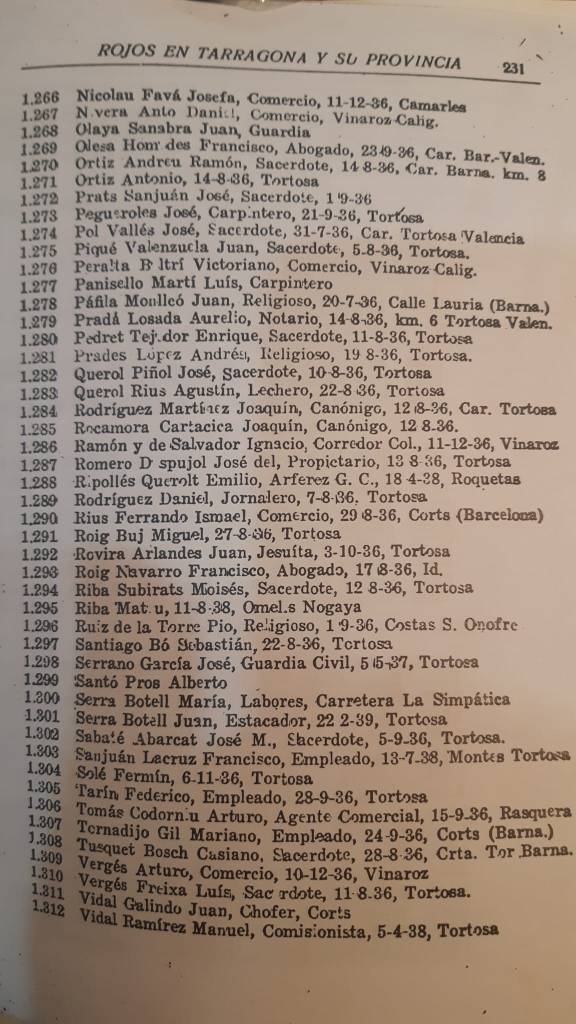 ROJOS EN TARRAGONA Y SU PROVINCIA 231
1.266 Nicolau Favá Josefa, Comercio, 11-12-36, Camarles
1.267 N vera Anto Daniel, Comercio, Vinaroz-Calig.
1.268 Olaya Sanabra Juan, Guardia
1.269 Olesa Hom des Francisco, Abogado, 23-9-36, Car. Bar.-Valen.
1.270 Ortiz Andreu Ramón, Sacerdote, 14 8-36, Car. Barna. km. 8
1.271 Ortiz Antonio, 14-8-36, Tortosa
1.272 Prats Sanjuán José, Sacerdote, 1 9-36
1.273 Pegueroles José, Carpintero, 21-9-36, Tortosa
1.274 Pol Vallés José, Sacerdote, 31-7-36, Car. Tortosa Valencia
1.275 Piqué Valenzuela Juan, Sacerdote, 5-8-36, Tortosa.
1.276 Peralta B ltrí Victoriano, Comercio, Vinaroz Calig.
1.277 Panisello Martí Luís, Carpintero
1.278 Páfila Monlleó Juan, Religioso, 20-7-36, Calle Lauria (Barna.)
1.279 Pradá Losada Aurelio, Notario, 14-8-36, km. 6 Tortosa Valen.
1.280 Pedret Tejedor Enrique, Sacerdote, 11-8-36, Tortosa
1.281 Prades López Andrés, Religioso, 19 8-36, Tortosa.
1.282 Querol Piñol José, Sacerdote, 10-8-36, Tortosa
1.283 Querol Rius Agustín, Lechero, 22-8-36, Tortosa
1.284 Rodríguez Martínez Joaquín, Canónigo, 12-8-36, Car. Tortosa
1.285 Rocamora Cartacica Joaquín, Canónigo, 12 8-36.
1.286 Ramón y de Salvador Ignacio, Corredor Col., 11-12-36, Vinaroz
1.287 Romero D spujol José del, Propietario, 13 8-36, Tortosa
1.288 Ripollés Querolt Emilio, Arferez G. C., 18-4-38, Roquetas
1.289 Rodríguez Daniel, Jornalero, 7-8-36. Tortosa
1.290 Rius Ferrando Ismael, Comercio, 29 8-36, Corts (Barcelona)
1.291 Roig Buj Miguel, 27-8-36, Tortosa
1.292 Rovira Arlandes Juan, Jesuíta, 3-10-36, Tortosa
1.293 Roig Navarro Francisco, Abogado, 17-8-36, Id.
1.294 Riba Subirats Moisés, Sacerdote, 12 8-36, Tortosa
1.295 Riba Mat u, 11-8-38, Omel.s Nogaya
1.296 Ruiz de la Torre Pio, Religioso, 1 9-36, Costas S. Onofre
1.297 Santiago Bó Sebastián, 22-8-36, Tortosa
1.298 Serrano García José, Guardia Civil, 5-5-37, Tortosa
1.299 Santó Pros Alberto
1.300 Serra Botell María, Labores, Carretera La Simpática
1.301 Serra Botell Juan, Estacador, 22 2-39, Tortosa
1.302 Sabaté Abarcat José M., Sacerdote, 5-9-36, Tortosa.
1.303 Sanjuán Lacruz Francisco, Empleado, 13-7-38, Montes Tortosa
1.304 Solé Fermín, 6-11-36, Tortosa
1.305 Tarín Federico, Empleado, 28-9-36, Tortosa
1.306 Tomás Codorniu Arturo, Agente Comercial, 15-9-36, Rasquera
1.307 Tornadijo Gil Mariano, Empleado, 24-9-36, Corts (Barna.)
1.308 Tusquet Bosch Casiano, Sacerdote, 28-8-36, Crta. Tor Barna.
1.309 Vergés Arturo, Comercio, 10-12-36, Vinaroz
1.310 Vergés Freixa Luís, Sac rdote, 11-8.36, Tortosa.
1.311 Vidal Galindo Juan, Chofer, Corts
1.312 Vidal Ramírez Manuel, Comisionista, 5-4-38, Tortosa